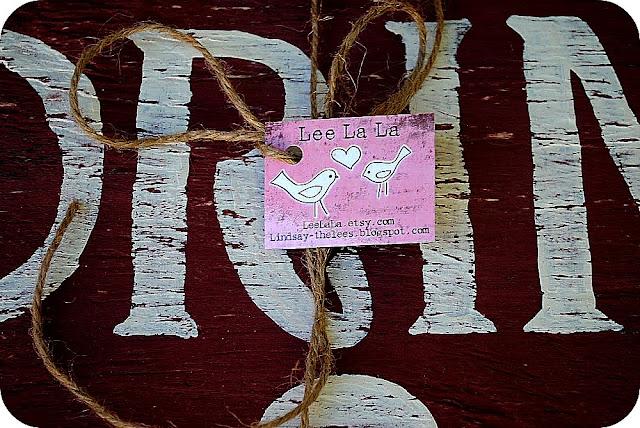 Lee La La
LeeLaLa.etsy.com
Lindsay-thelees.blogspot.com